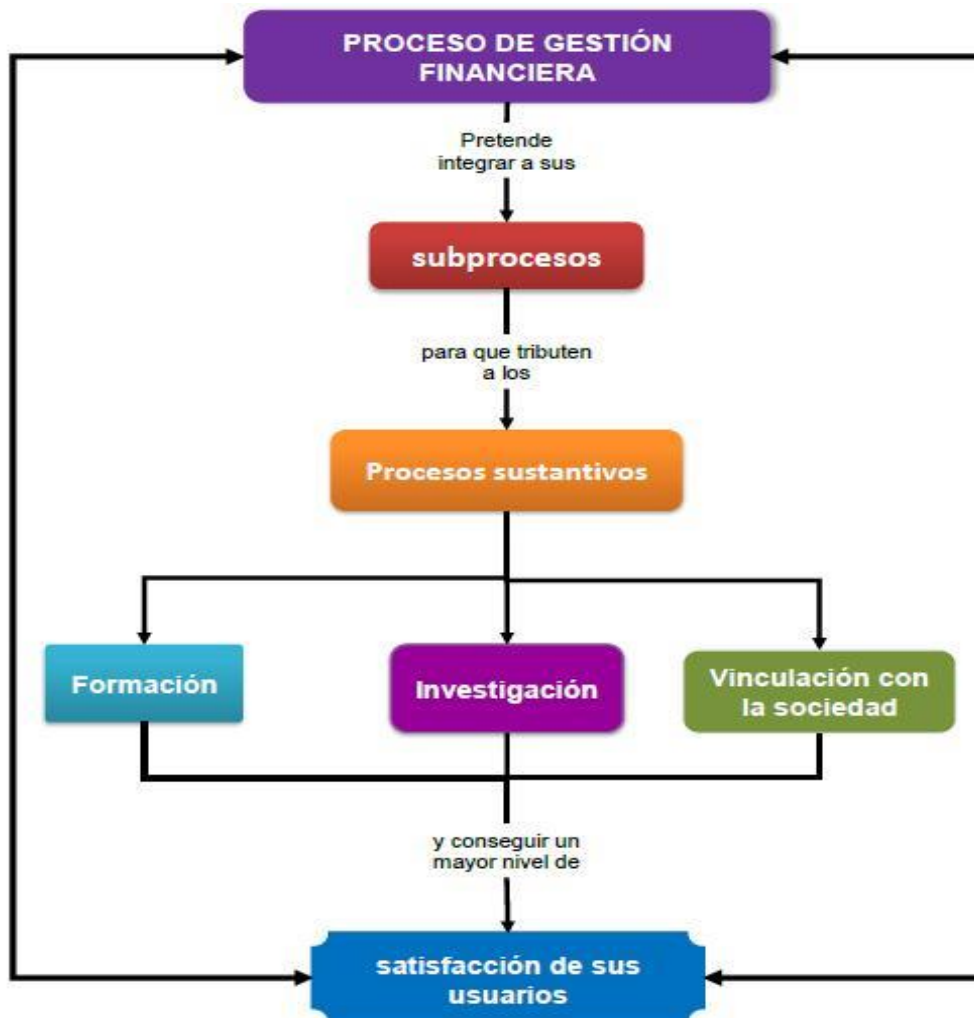 PROCESO DE GESTIÓN
FINANCIERA
Pretende
integrar a sus
subprocesos
para que tributen
a los
Procesos sustantivos
Formación
Investigación
Vinculación con
la sociedad
y conseguir un
mayor nivel de
satisfacción de sus
usuarios